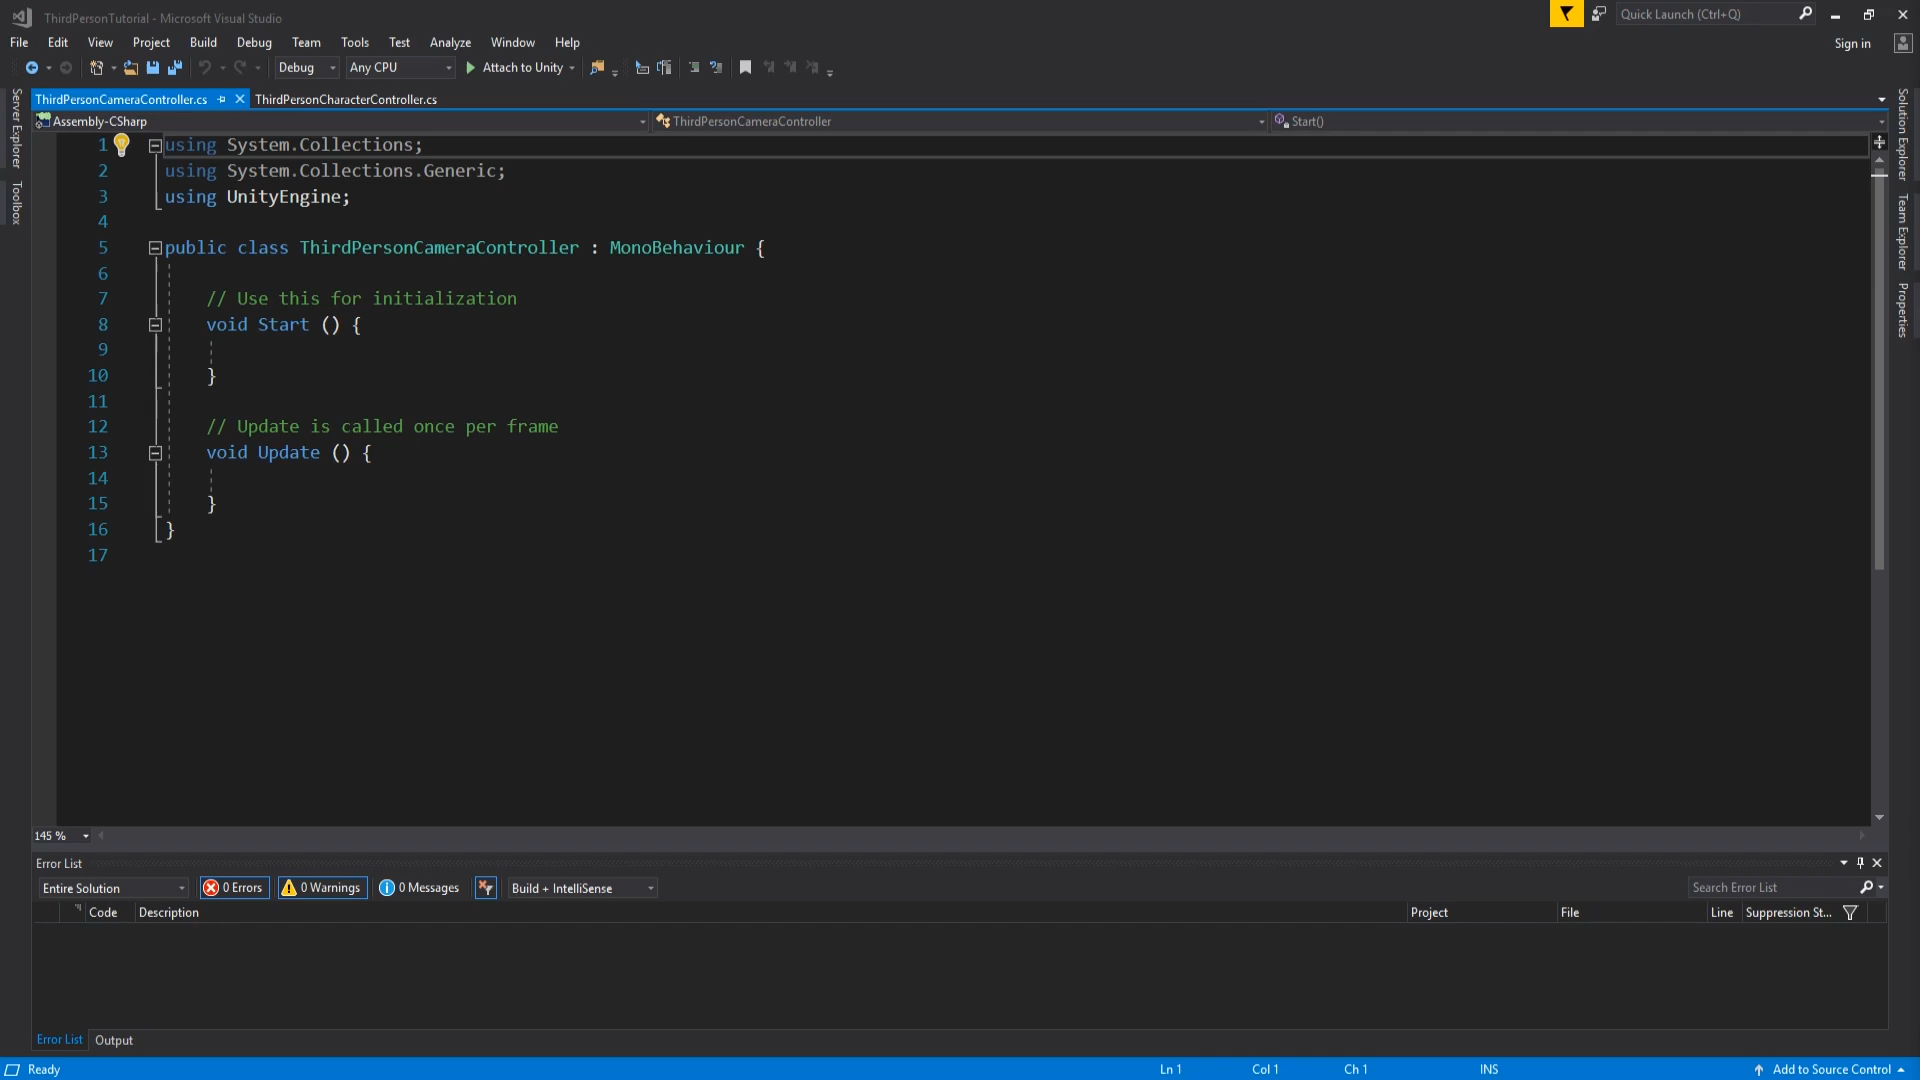 ThirdPersonTutorial - Microsoft Visual Studio
Quick Launch (Ctrl+Q)
File Edit View Project Build Debug Team Tools Test Analyze Window Help
Sign in
Debug Any CPU Attach to Unity
ThirdPersonCameraController.cs ThirdPersonCharacterController.cs
Assembly-CSharp ThirdPersonCameraController Start()
Server Explorer
Toolbox
Solution Explorer
Team Explorer
Properties
1 using System.Collections;
2 using System.Collections.Generic;
3 using UnityEngine;
4
5 public class ThirdPersonCameraController : MonoBehaviour {
6
7 // Use this for initialization
8 void Start () {
9
10 }
11
12 // Update is called once per frame
13 void Update () {
14
15 }
16 }
17
145 %
Error List
Entire Solution 0 Errors 0 Warnings 0 Messages Build + IntelliSense Search Error List
Code Description Project File Line Suppression St...
Error List Output
Ready Ln 1 Col 1 Ch 1 INS Add to Source Control